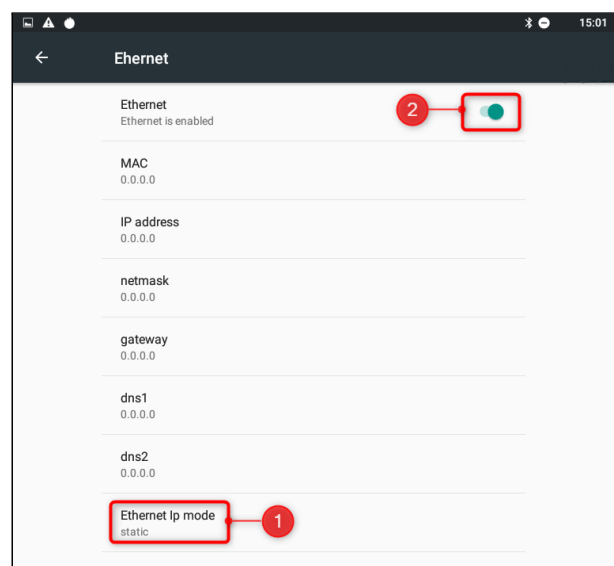 15:01
Ehernet
Ethernet
Ethernet is enabled
2
MAC
0.0.0.0
IP address
0.0.0.0
netmask
0.0.0.0
gateway
0.0.0.0
dns1
0.0.0.0
dns2
0.0.0.0
Ethernet Ip mode
static
1